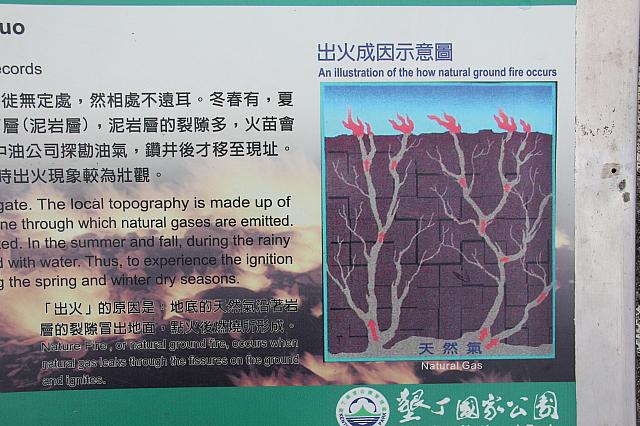 uo
ecords
徙無定處，然相處不遠耳。冬春有，夏
層(泥岩層)，泥岩層的裂隙多，火苗會
中油公司探勘油氣，鑽井後才移至現址。
時出火現象較為壯觀。
gate. The local topography is made up of
ne through which natural gases are emitted.
ted. In the summer and fall, during the rainy
d with water. Thus, to experience the ignition
g the spring and winter dry seasons.
「出火」的原因是：地底的天然氣沿著岩
層的裂隙冒出地面，點火後燃燒所形成。
Nature Fire, or natural ground fire, occurs when
natural gas leaks through the fissures on the ground
and ignites.
出火成因示意圖
An illustration of the how natural ground fire occurs
天然氣
Natural Gas
墾丁國家公園